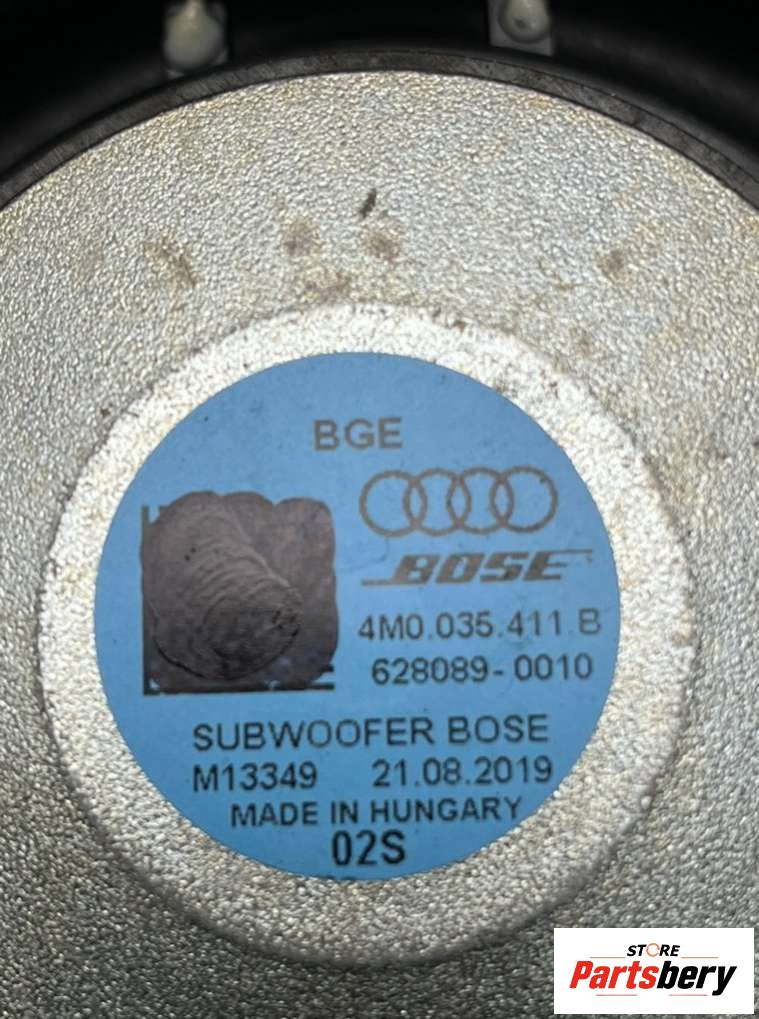 BGE
BOSE
4M0.035.411 B
628089-0010
SUBWOOFER BOSE
M13349 21.08.2019
MADE IN HUNGARY
02S
STORE
Partsbery